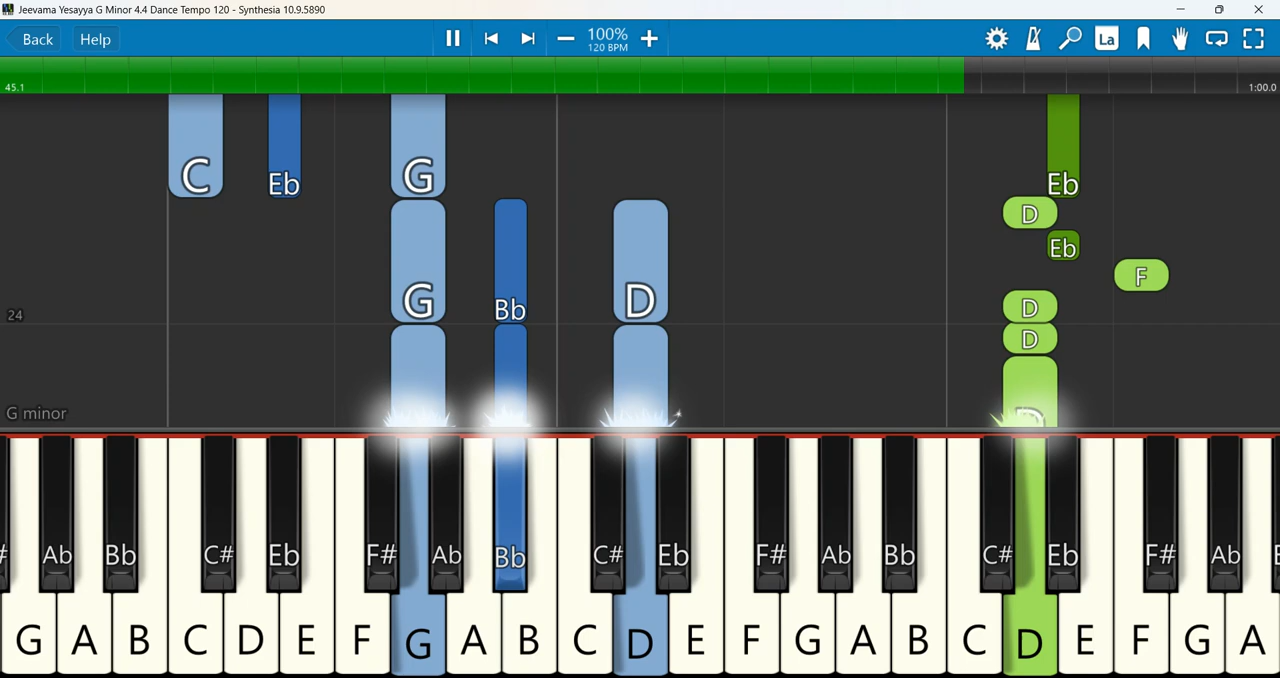 Jeevama Yesayya G Minor 4.4 Dance Tempo 120 - Synthesia 10.9.5890
Back Help 100% La
120 BPM
45.1 1:00.0
C Eb G Eb
D
Eb
F
G Bb D D
24 D
G minor D
Ab Bb C# Eb F# Ab Bb C# Eb F# Ab Bb C# Eb F# Ab
G A B C D E F G A B C D E F G A B C D E F G A